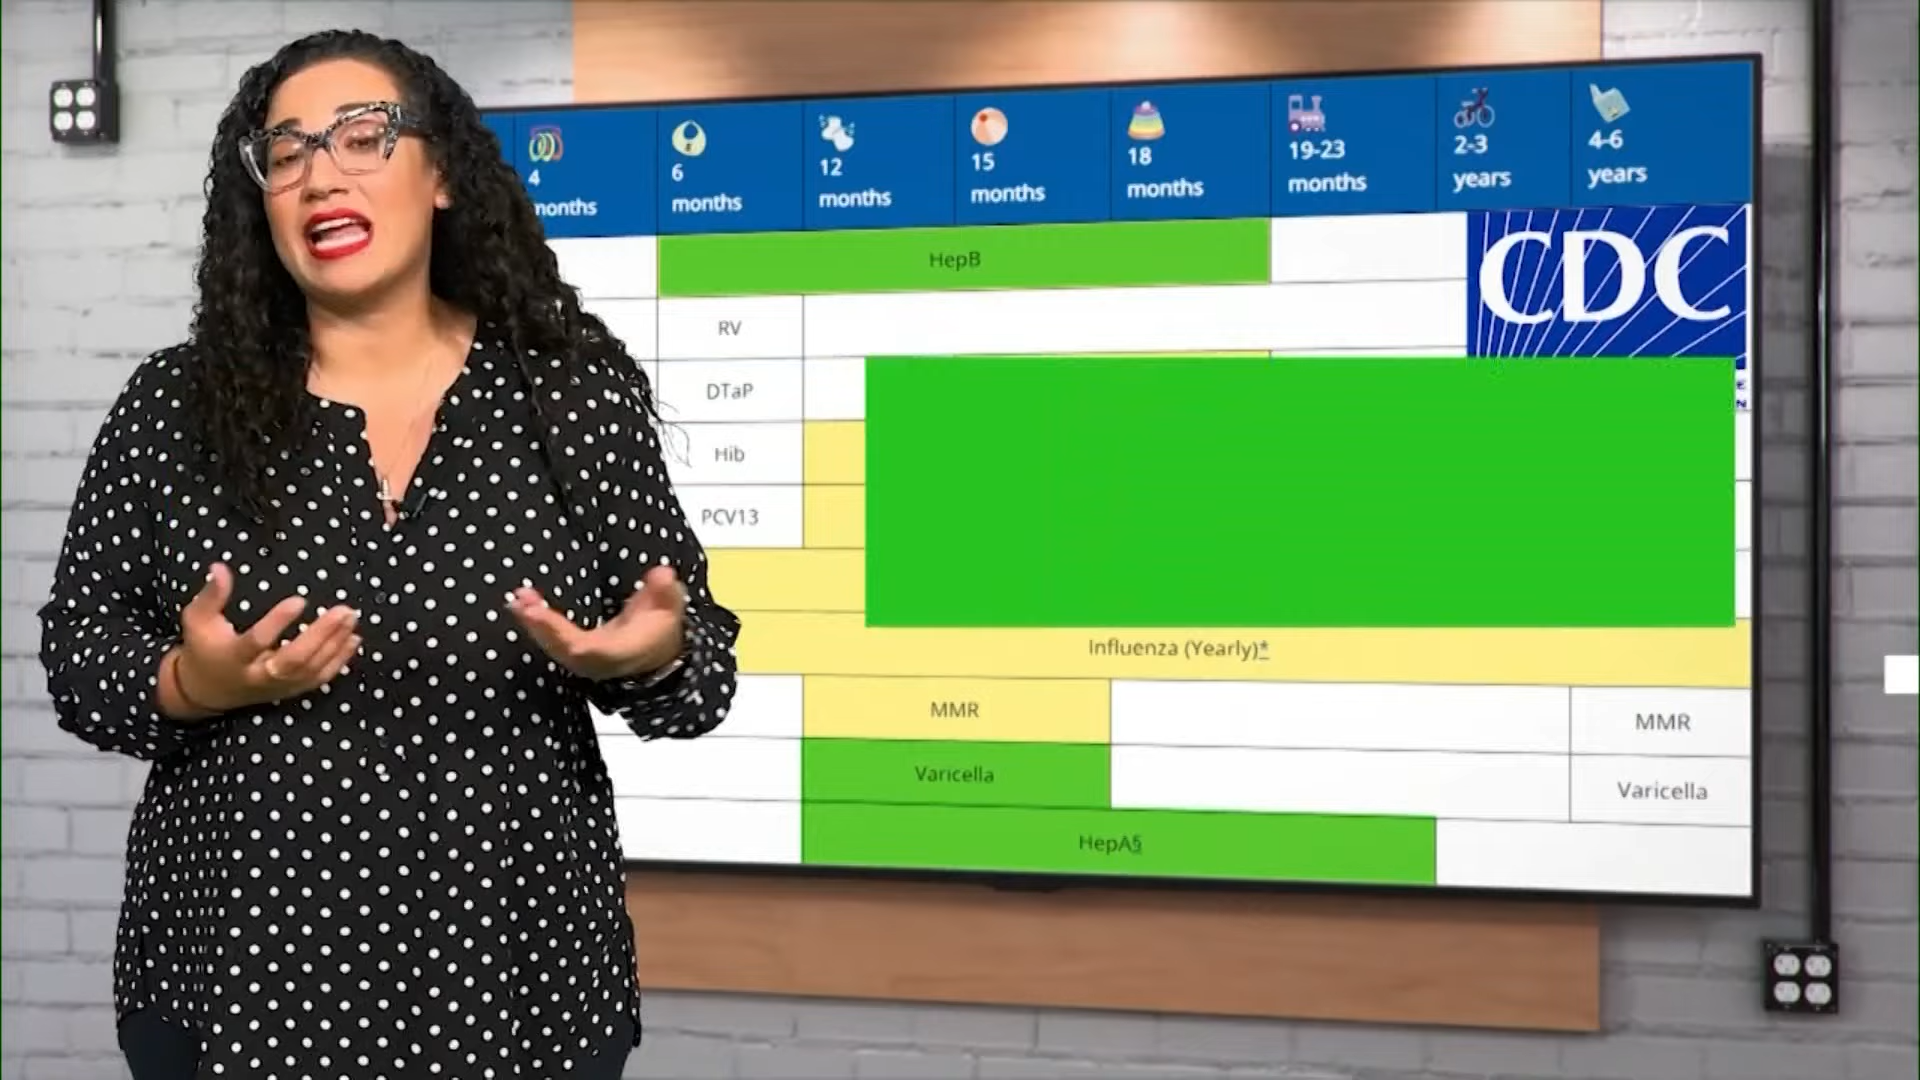 4
months
6
months
12
months
15
months
18
months
19-23
months
2-3
years
4-6
years
HepB
CDC
RV
DTaP
E
N
Hib
PCV13
Influenza (Yearly)*
MMR
MMR
Varicella
Varicella
HepA§